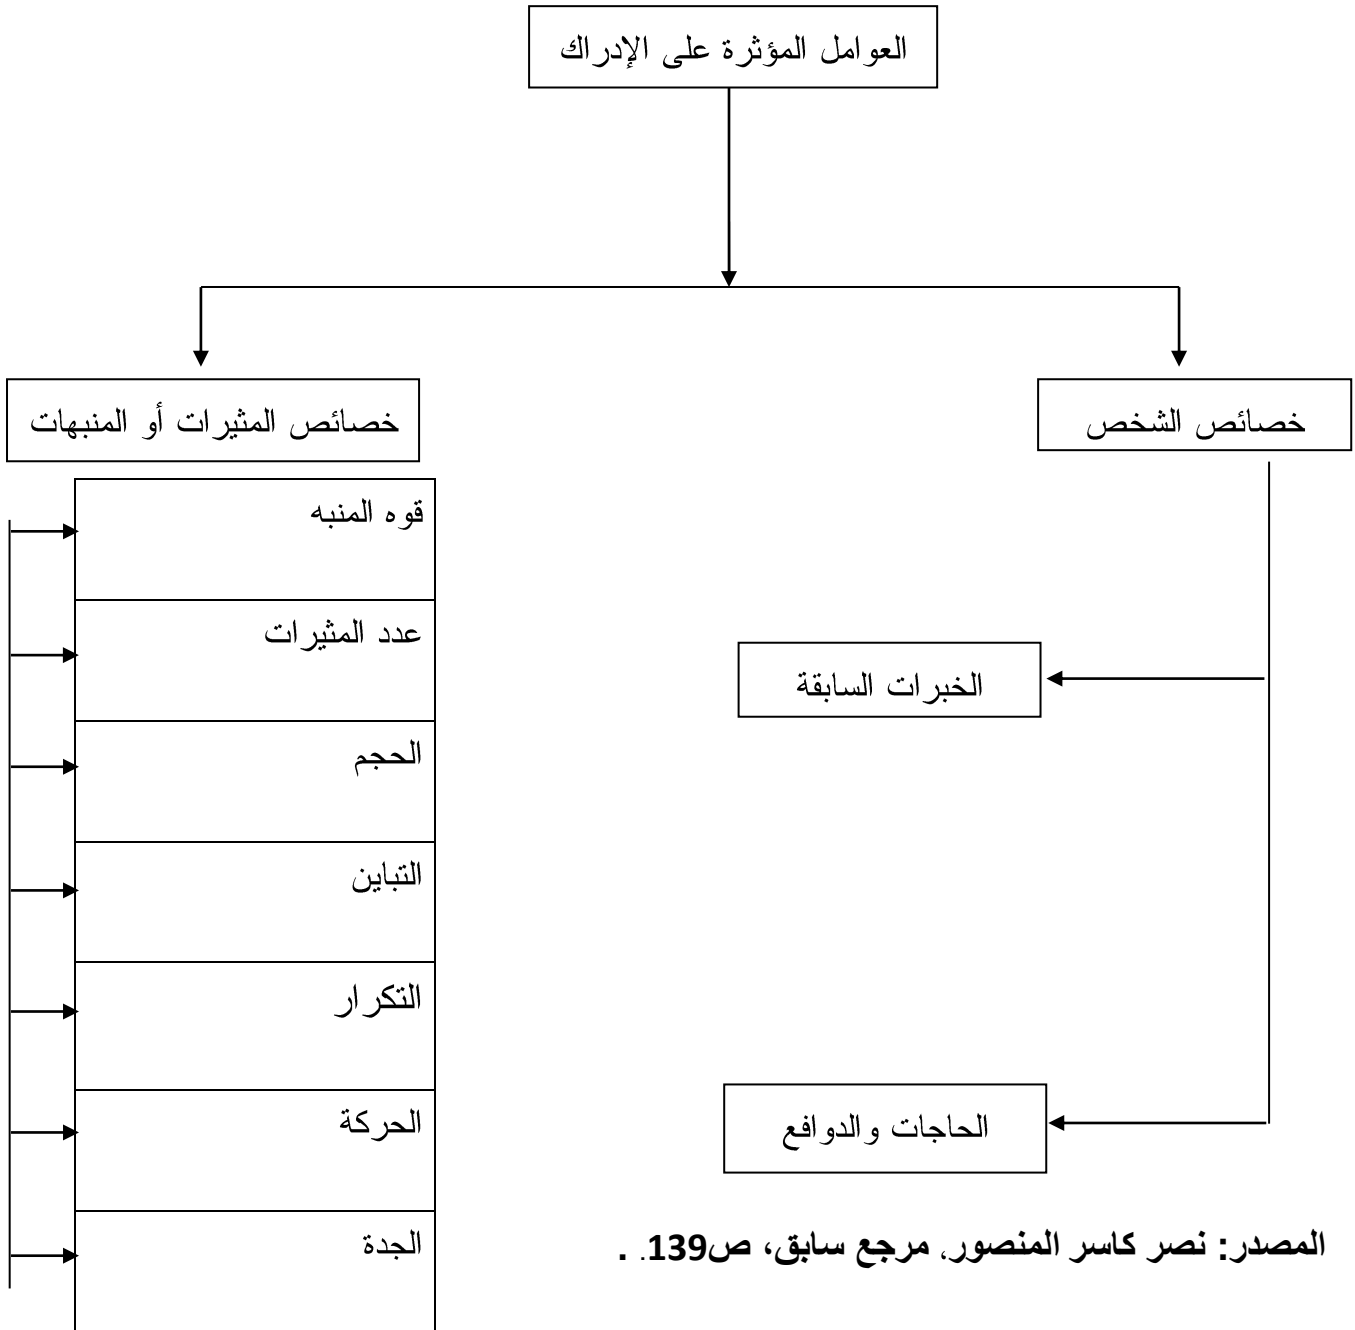 العوامل المؤثرة على الإدراك
خصائص الشخص
خصائص المثيرات أو المنبهات
الخبرات السابقة
الحاجات والدوافع
قوه المنبه
عدد المثيرات
الحجم
التباين
التكرار
الحركة
الجدة
المصدر: نصر كاسر المنصور، مرجع سابق، ص139. .